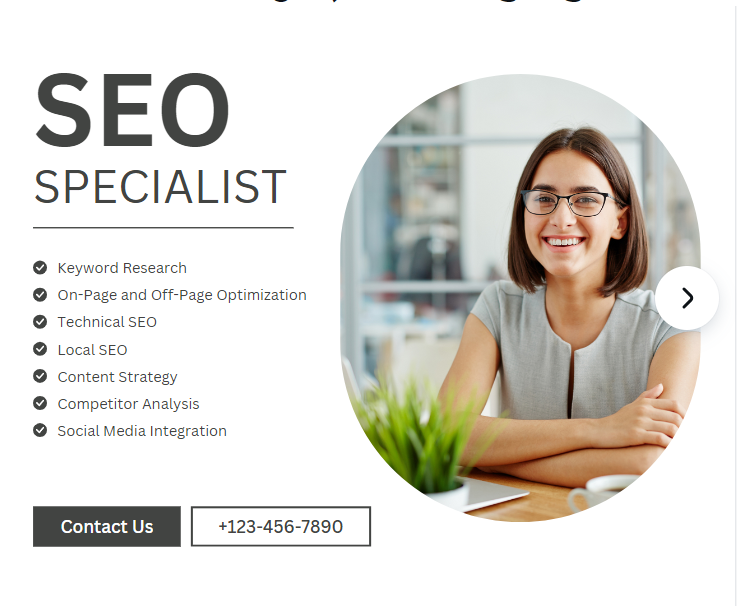 SEO
SPECIALIST
Keyword Research
On-Page and Off-Page Optimization
Technical SEO
Local SEO
Content Strategy
Competitor Analysis
Social Media Integration
Contact Us
+123-456-7890